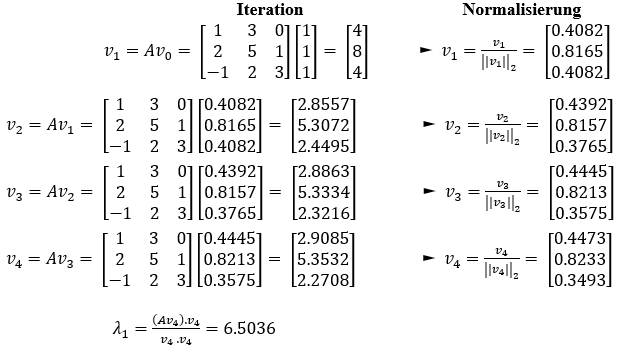 Iteration Normalisierung
v₁ = Av₀ = [1 3 0; 2 5 1; −1 2 3] [1; 1; 1] = [4; 8; 4] ► v₁ = v₁/||v₁||₂ = [0.4082; 0.8165; 0.4082]
v₂ = Av₁ = [1 3 0; 2 5 1; −1 2 3] [0.4082; 0.8165; 0.4082] = [2.8557; 5.3072; 2.4495] ► v₂ = v₂/||v₂||₂ = [0.4392; 0.8157; 0.3765]
v₃ = Av₂ = [1 3 0; 2 5 1; −1 2 3] [0.4392; 0.8157; 0.3765] = [2.8863; 5.3334; 2.3216] ► v₃ = v₃/||v₃||₂ = [0.4445; 0.8213; 0.3575]
v₄ = Av₃ = [1 3 0; 2 5 1; −1 2 3] [0.4445; 0.8213; 0.3575] = [2.9085; 5.3532; 2.2708] ► v₄ = v₄/||v₄||₂ = [0.4473; 0.8233; 0.3493]
λ₁ = (Av₄).v₄ / v₄ .v₄ = 6.5036